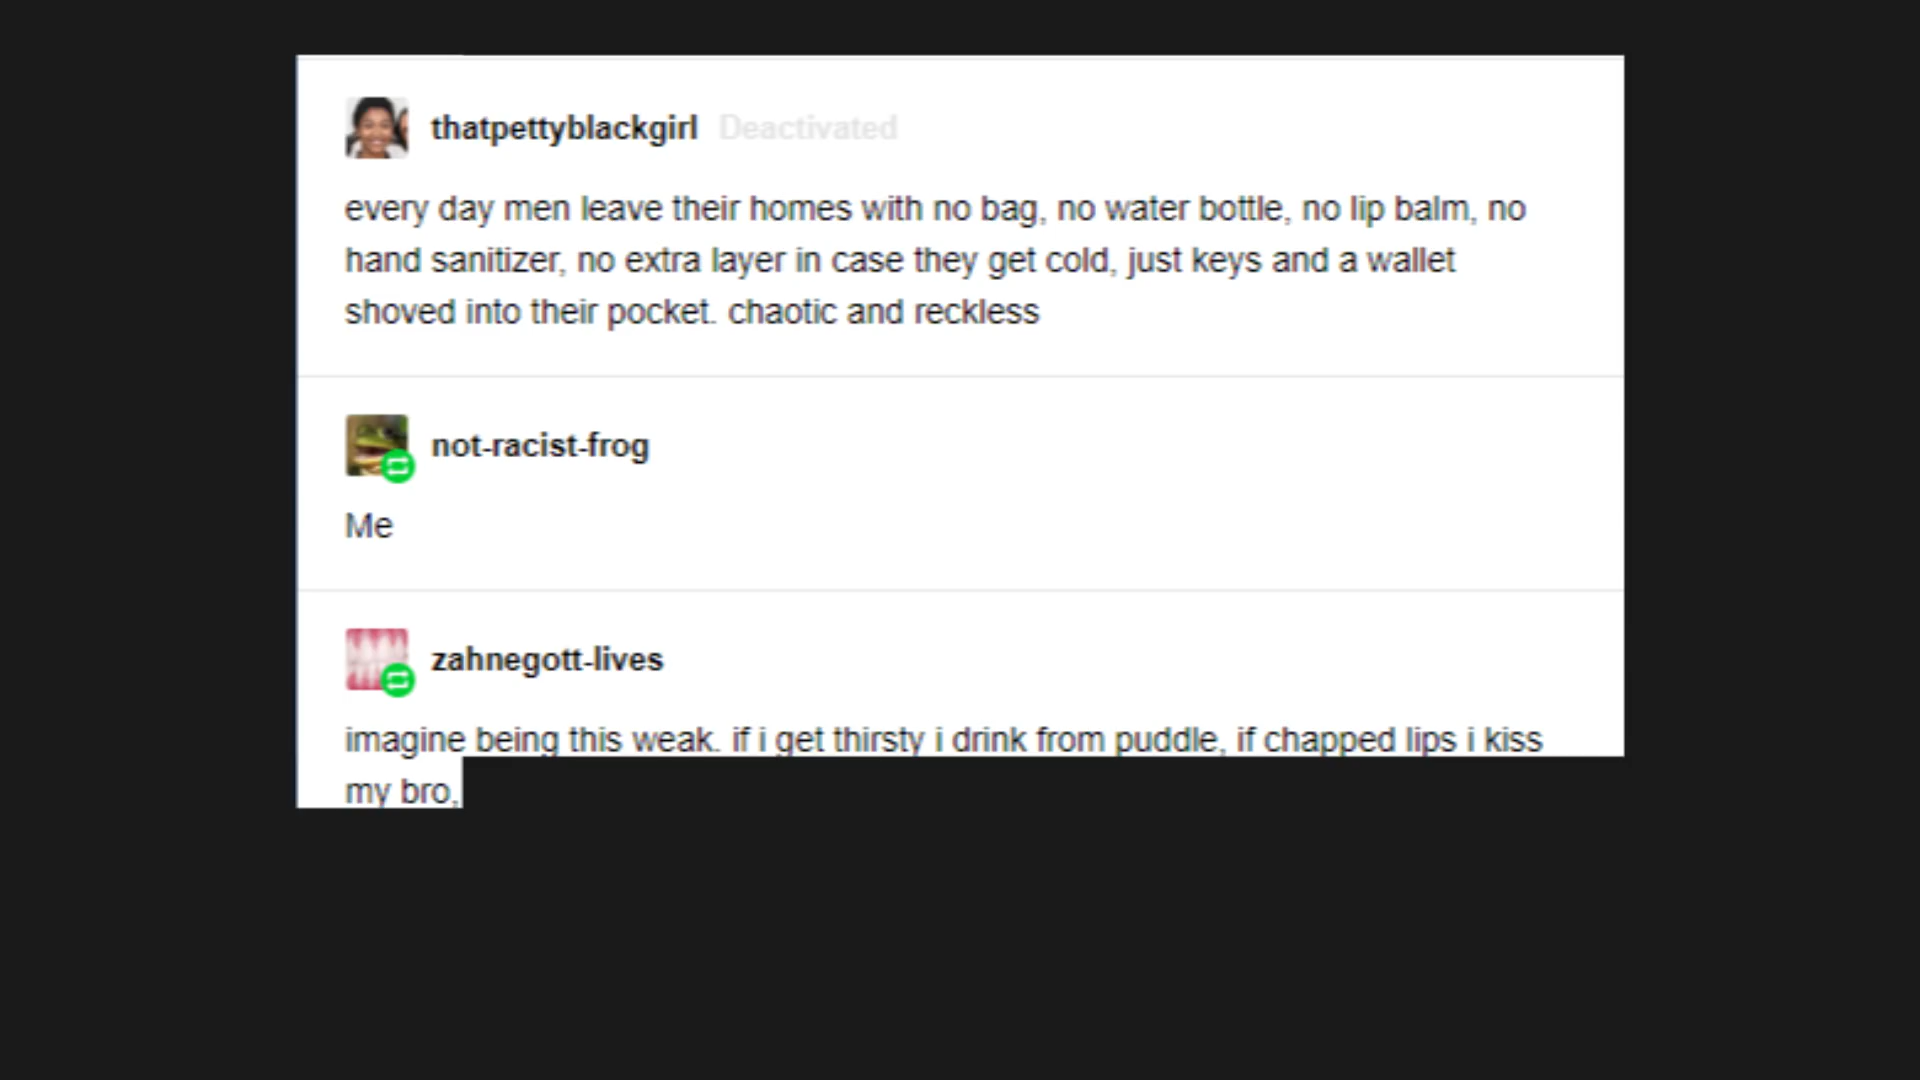 thatpettyblackgirl Deactivated
every day men leave their homes with no bag, no water bottle, no lip balm, no
hand sanitizer, no extra layer in case they get cold, just keys and a wallet
shoved into their pocket. chaotic and reckless
not-racist-frog
Me
zahnegott-lives
imagine being this weak. if i get thirsty i drink from puddle, if chapped lips i kiss
my bro,